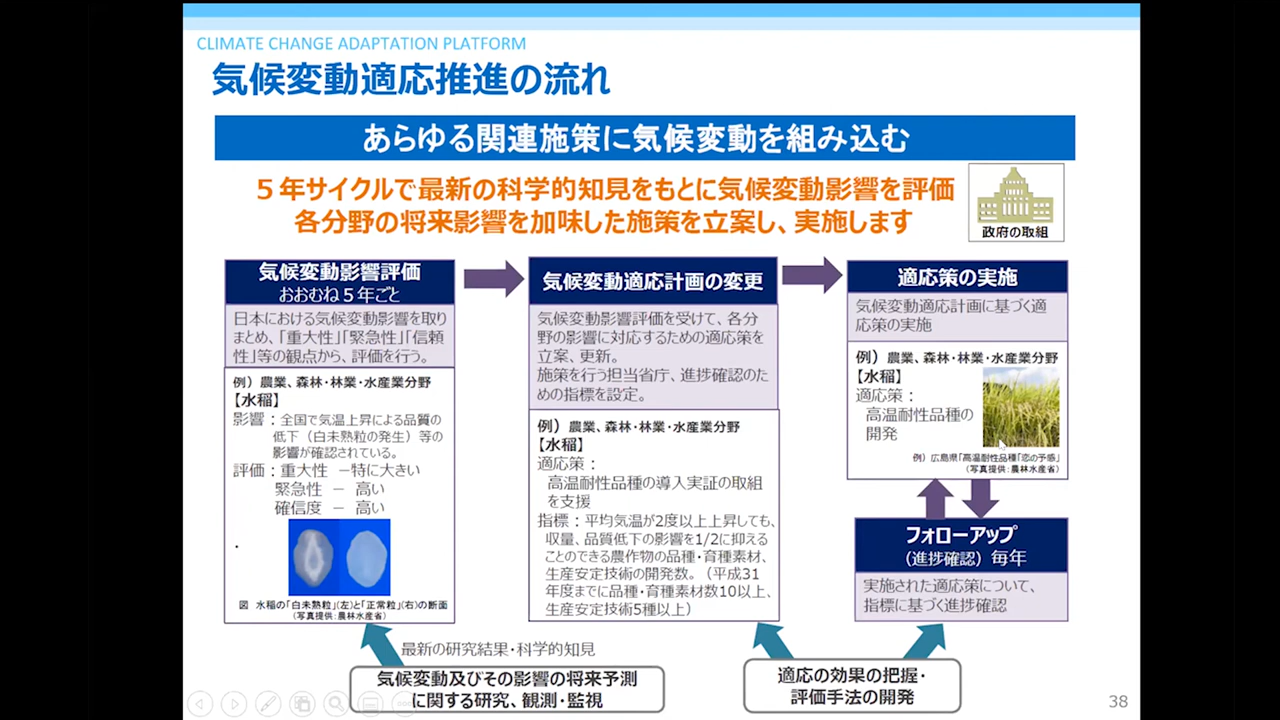 CLIMATE CHANGE ADAPTATION PLATFORM
気候変動適応推進の流れ
あらゆる関連施策に気候変動を組み込む
５年サイクルで最新の科学的知見をもとに気候変動影響を評価
各分野の将来影響を加味した施策を立案し、実施します
政府の取組
気候変動影響評価
おおむね５年ごと
日本における気候変動影響を取り
まとめ、「重大性」「緊急性」「信頼
性」等の観点から、評価を行う。
例）農業、森林・林業・水産業分野
【水稲】
影響：全国で気温上昇による品質の
低下（白未熟粒の発生）等の
影響が確認されている。
評価：重大性 －特に大きい
緊急性 － 高い
確信度 － 高い
図 水稲の「白未熟粒」(左)と「正常粒」(右)の断面
（写真提供：農林水産省）
気候変動適応計画の変更
気候変動影響評価を受けて、各分
野の影響に対応するための適応策を
立案、更新。
施策を行う担当省庁、進捗確認のた
めの指標を設定。
例）農業、森林・林業・水産業分野
【水稲】
適応策：
高温耐性品種の導入実証の取組
を支援
指標：平均気温が2度以上上昇しても、
収量、品質低下の影響を1/2に抑える
ことのできる農作物の品種・育種素材、
生産安定技術の開発数。（平成31
年度までに品種・育種素材数10以上、
生産安定技術5種以上）
適応策の実施
気候変動適応計画に基づく適
応策の実施
例）農業、森林・林業・水産業分野
【水稲】
適応策：
高温耐性品種の
開発
例）広島県「高温耐性品種「恋の予感」
（写真提供：農林水産省）
フォローアップ
（進捗確認）毎年
実施された適応策について、
指標に基づく進捗確認
最新の研究結果・科学的知見
気候変動及びその影響の将来予測
に関する研究、観測・監視
適応の効果の把握・
評価手法の開発
38